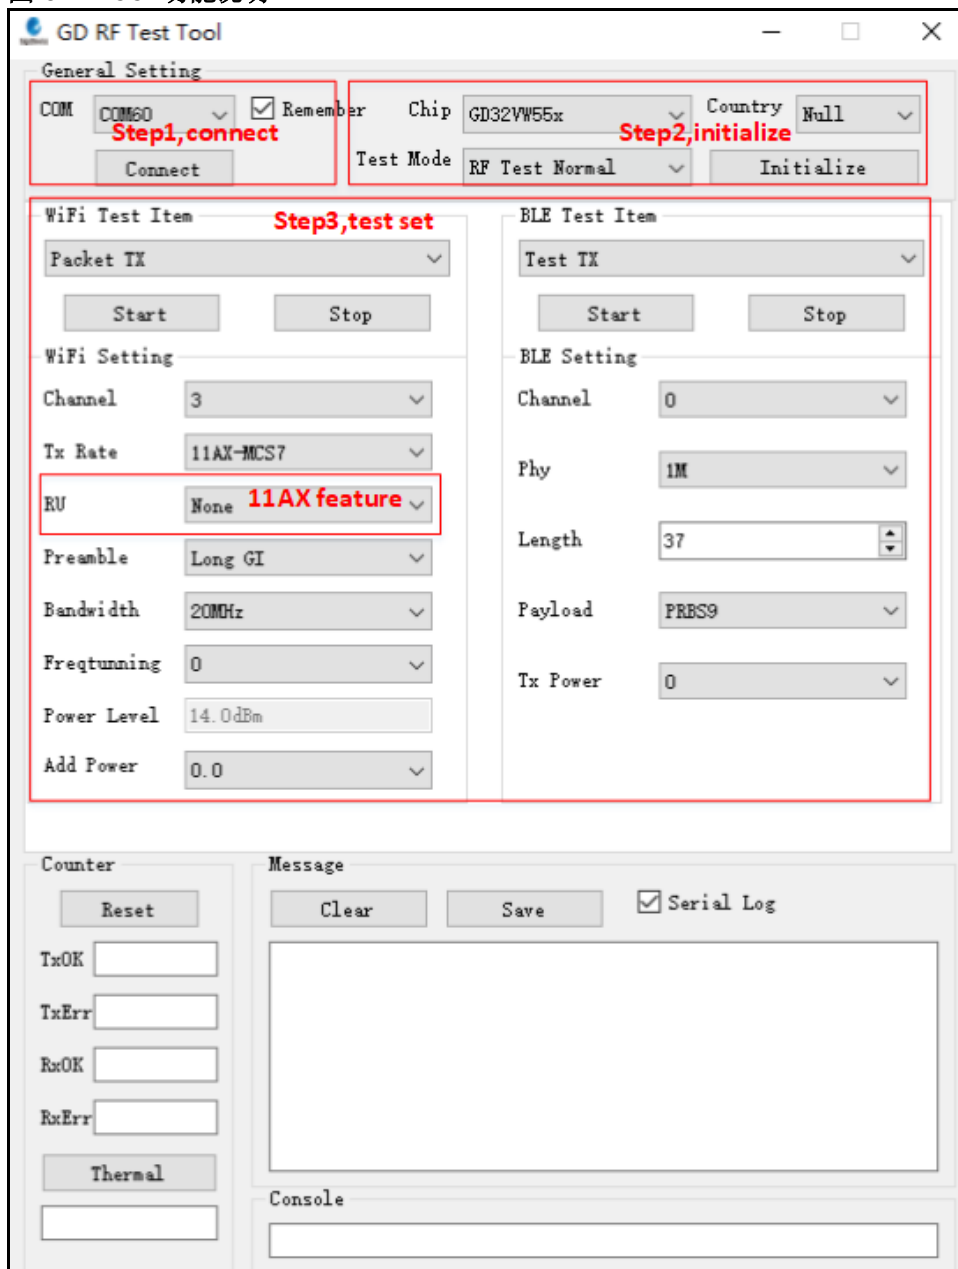 GD RF Test Tool
General Setting
COM COM60 Remember Chip GD32VW55x Country Null
Step1,connect Step2,initialize
Connect Test Mode RF Test Normal Initialize
WiFi Test Item Step3,test set BLE Test Item
Packet TX Test TX
Start Stop Start Stop
WiFi Setting BLE Setting
Channel 3 Channel 0
Tx Rate 11AX-MCS7
Phy 1M
RU None 11AX feature
Length 37
Preamble Long GI
Bandwidth 20MHz Payload PRBS9
Freqtunning 0
Tx Power 0
Power Level 14.0dBm
Add Power 0.0
Counter Message
Reset Clear Save Serial Log
TxOK
TxErr
RxOK
RxErr
Thermal
Console